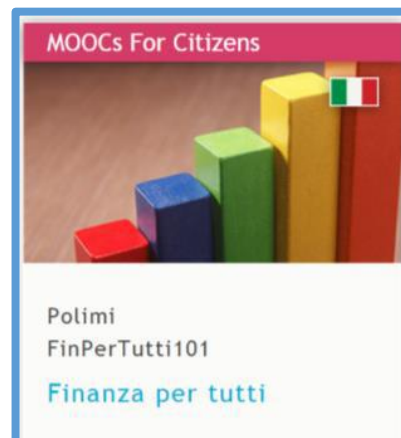 MOOCs For Citizens
Polimi
FinPerTutti101
Finanza per tutti